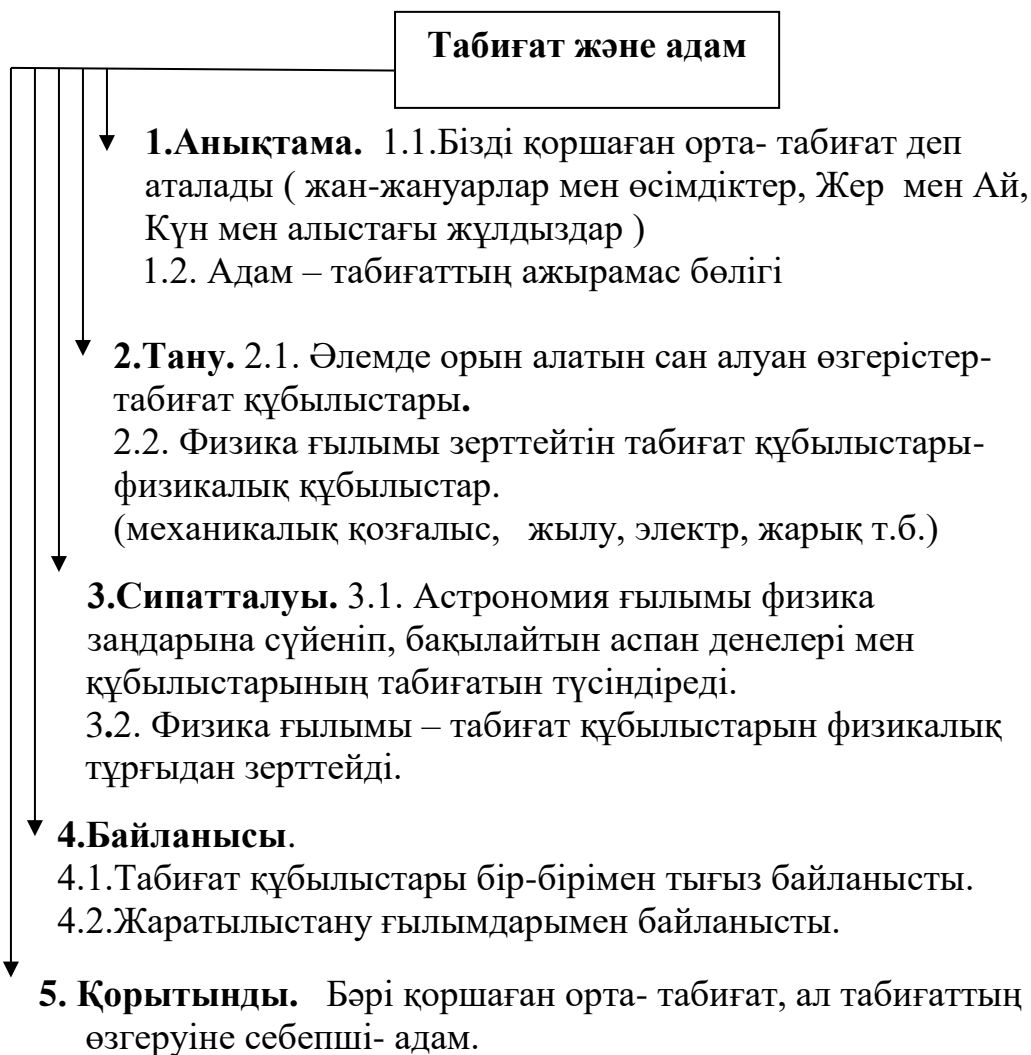 Табиғат және адам
1.Анықтама. 1.1.Бізді қоршаған орта- табиғат деп
аталады ( жан-жануарлар мен өсімдіктер, Жер мен Ай,
Күн мен алыстағы жұлдыздар )
1.2. Адам – табиғаттың ажырамас бөлігі
2.Тану. 2.1. Әлемде орын алатын сан алуан өзгерістер-
табиғат құбылыстары.
2.2. Физика ғылымы зерттейтін табиғат құбылыстары-
физикалық құбылыстар.
(механикалық қозғалыс, жылу, электр, жарық т.б.)
3.Сипатталуы. 3.1. Астрономия ғылымы физика
заңдарына сүйеніп, бақылайтын аспан денелері мен
құбылыстарының табиғатын түсіндіреді.
3.2. Физика ғылымы – табиғат құбылыстарын физикалық
тұрғыдан зерттейді.
4.Байланысы.
4.1.Табиғат құбылыстары бір-бірімен тығыз байланысты.
4.2.Жаратылыстану ғылымдарымен байланысты.
5. Қорытынды. Бәрі қоршаған орта- табиғат, ал табиғаттың
өзгеруіне себепші- адам.